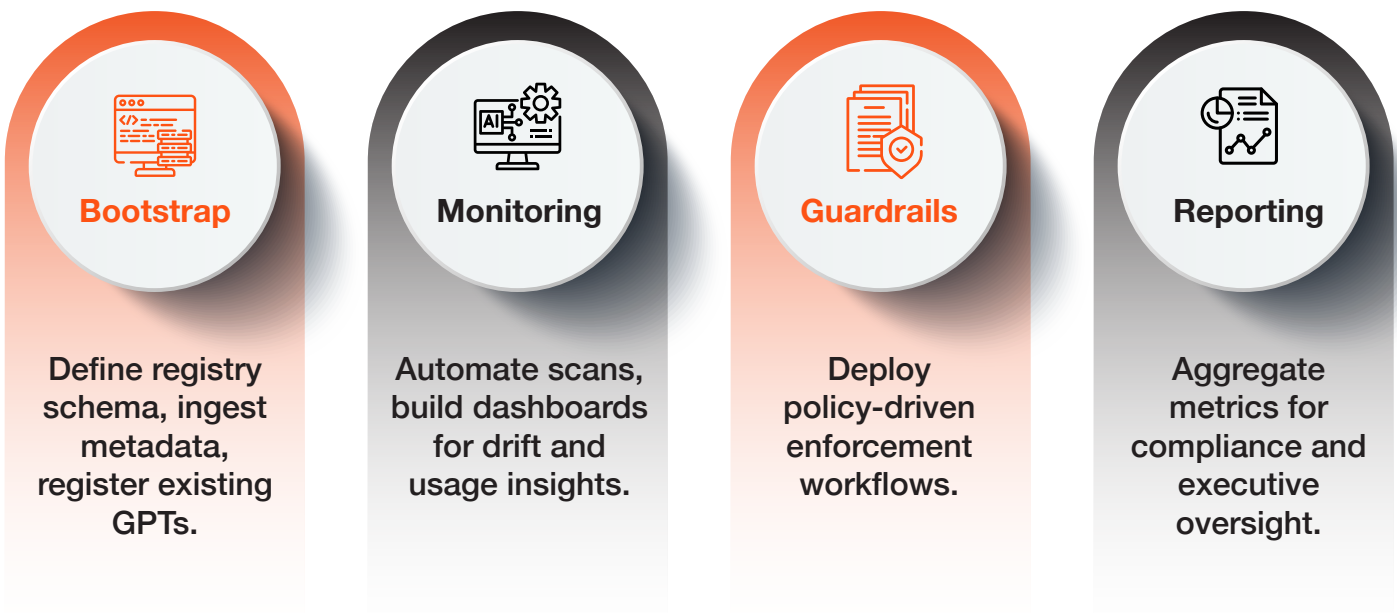 Bootstrap
Define registry
schema, ingest
metadata,
register existing
GPTs.
AI
Monitoring
Automate scans,
build dashboards
for drift and
usage insights.
Guardrails
Deploy
policy-driven
enforcement
workflows.
Reporting
Aggregate
metrics for
compliance and
executive
oversight.